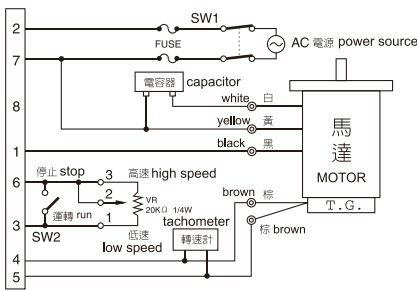 SW1
2
FUSE
AC 電源 power source
7
電容器 capacitor
8
white 白
yellow 黃
black 黑
1
馬達
MOTOR
T.G.
6
停止 stop
3 高速 high speed
2
運轉 run
VR
20KΩ 1/4W
1
3
SW2
低速
low speed
tachometer
轉速計
brown 棕
棕 brown
4
5